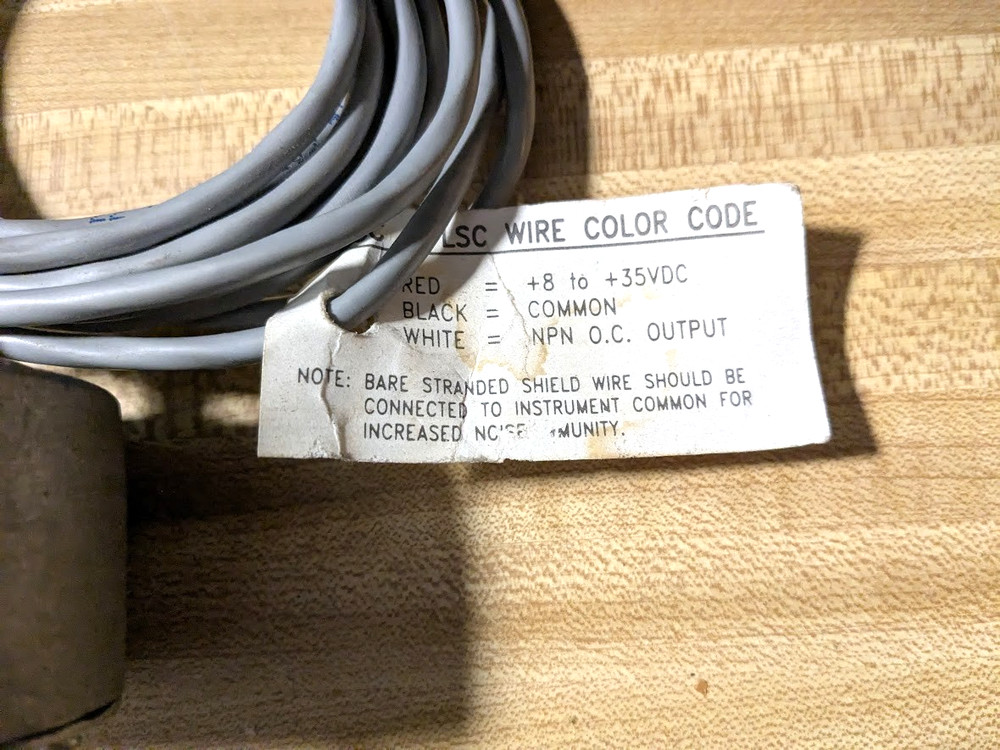 LSC WIRE COLOR CODE
RED = +8 to +35VDC
BLACK = COMMON
WHITE = NPN O.C. OUTPUT
NOTE: BARE STRANDED SHIELD WIRE SHOULD BE
CONNECTED TO INSTRUMENT COMMON FOR
INCREASED